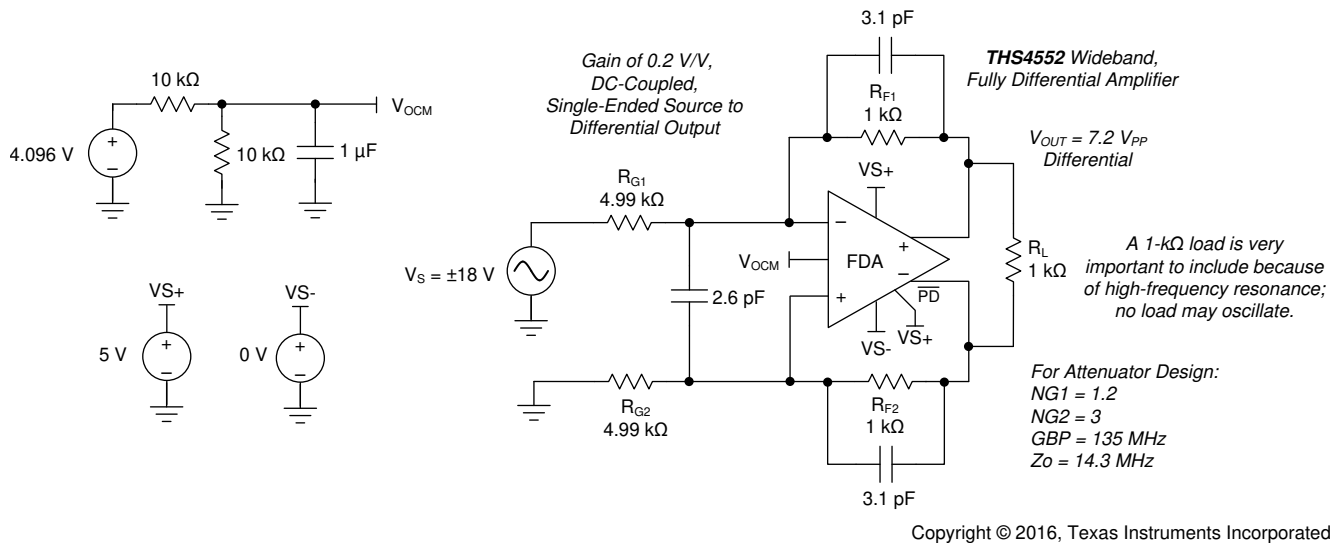 3.1 pF
Gain of 0.2 V/V,
DC-Coupled,
Single-Ended Source to
Differential Output
THS4552 Wideband,
Fully Differential Amplifier
10 kΩ
VOCM
4.096 V
+
−
10 kΩ
1 µF
RF1
1 kΩ
VOUT = 7.2 VPP
Differential
VS+
RG1
4.99 kΩ
−
+
VOCM
FDA
−
+
PD
RL
1 kΩ
A 1-kΩ load is very
important to include because
of high-frequency resonance;
no load may oscillate.
VS = ±18 V
2.6 pF
VS+
VS-
5 V
+
−
0 V
+
−
VS-
VS+
RG2
4.99 kΩ
RF2
1 kΩ
3.1 pF
For Attenuator Design:
NG1 = 1.2
NG2 = 3
GBP = 135 MHz
Zo = 14.3 MHz
Copyright © 2016, Texas Instruments Incorporated